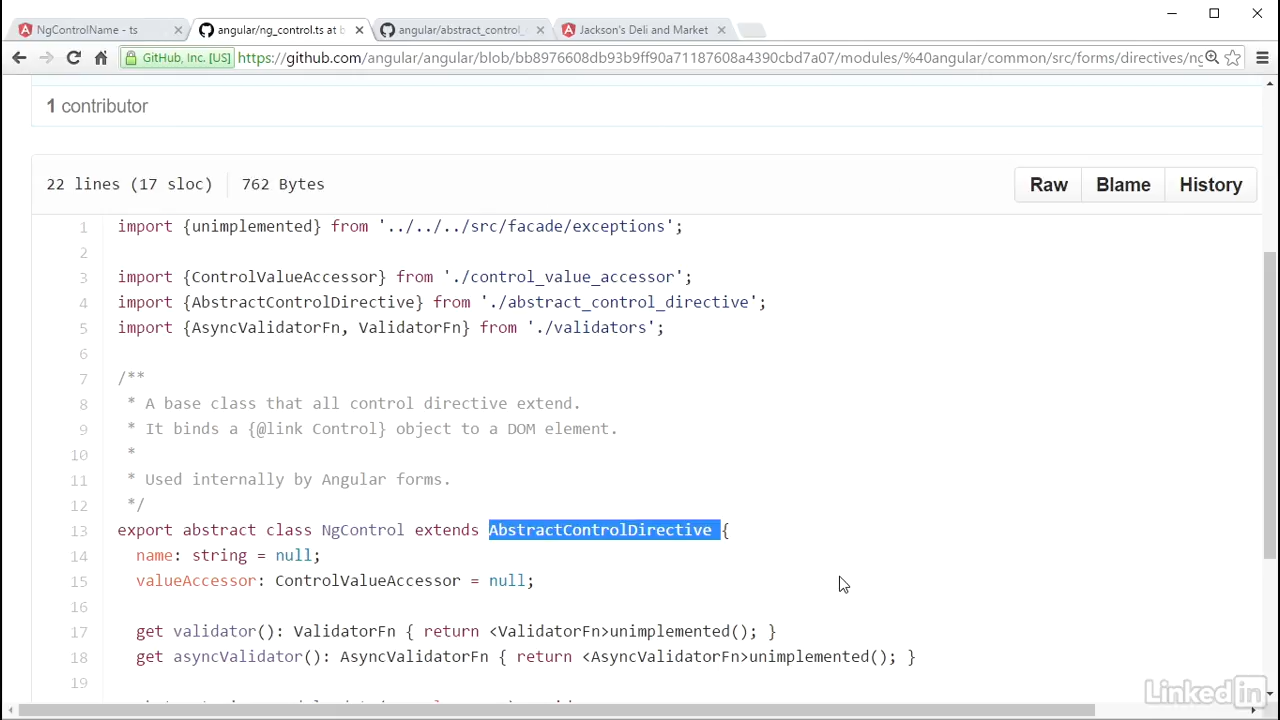 NgControlName - ts
angular/ng_control.ts at b
angular/abstract_control_
Jackson's Deli and Market
GitHub, Inc. [US]
https://github.com/angular/angular/blob/bb8976608db93b9ff90a71187608a4390cbd7a07/modules/%40angular/common/src/forms/directives/ng
1 contributor
22 lines (17 sloc)
762 Bytes
Raw
Blame
History
1 import {unimplemented} from '../../../src/facade/exceptions';
2
3 import {ControlValueAccessor} from './control_value_accessor';
4 import {AbstractControlDirective} from './abstract_control_directive';
5 import {AsyncValidatorFn, ValidatorFn} from './validators';
6
7 /**
8 * A base class that all control directive extend.
9 * It binds a {@link Control} object to a DOM element.
10 *
11 * Used internally by Angular forms.
12 */
13 export abstract class NgControl extends AbstractControlDirective {
14 name: string = null;
15 valueAccessor: ControlValueAccessor = null;
16
17 get validator(): ValidatorFn { return <ValidatorFn>unimplemented(); }
18 get asyncValidator(): AsyncValidatorFn { return <AsyncValidatorFn>unimplemented(); }
19
LinkedIn